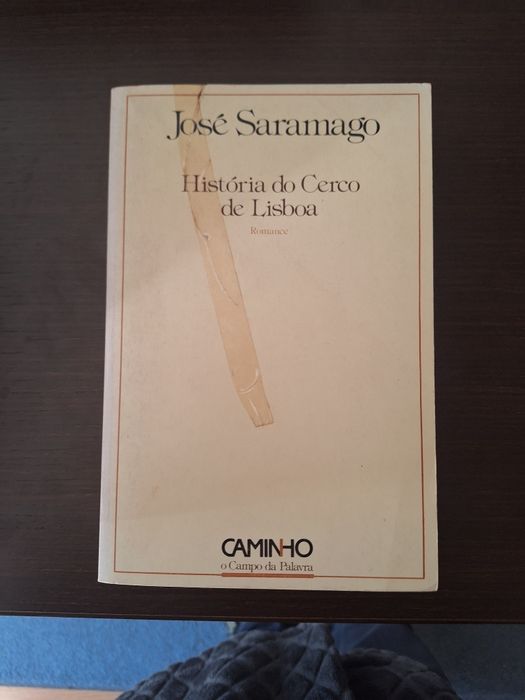 José Saramago
História do Cerco
de Lisboa
Romance
CAMINHO
o Campo da Palavra